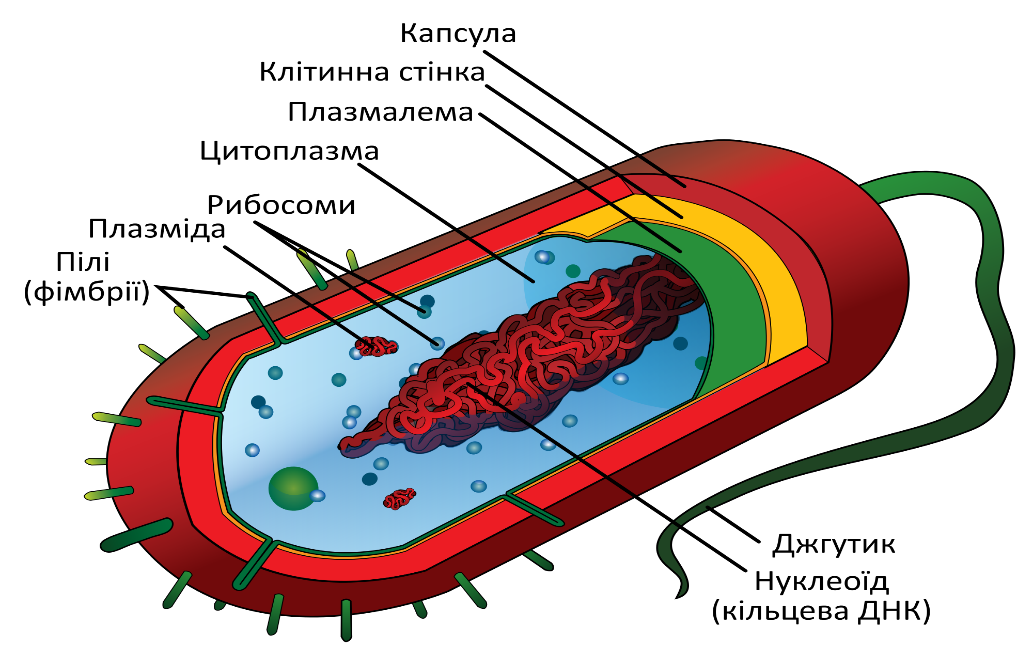 Капсула
Клітинна стінка
Плазмалема
Цитоплазма
Рибосоми
Плазміда
Пілі
(фімбрії)
Джгутик
Нуклеоїд
(кільцева ДНК)